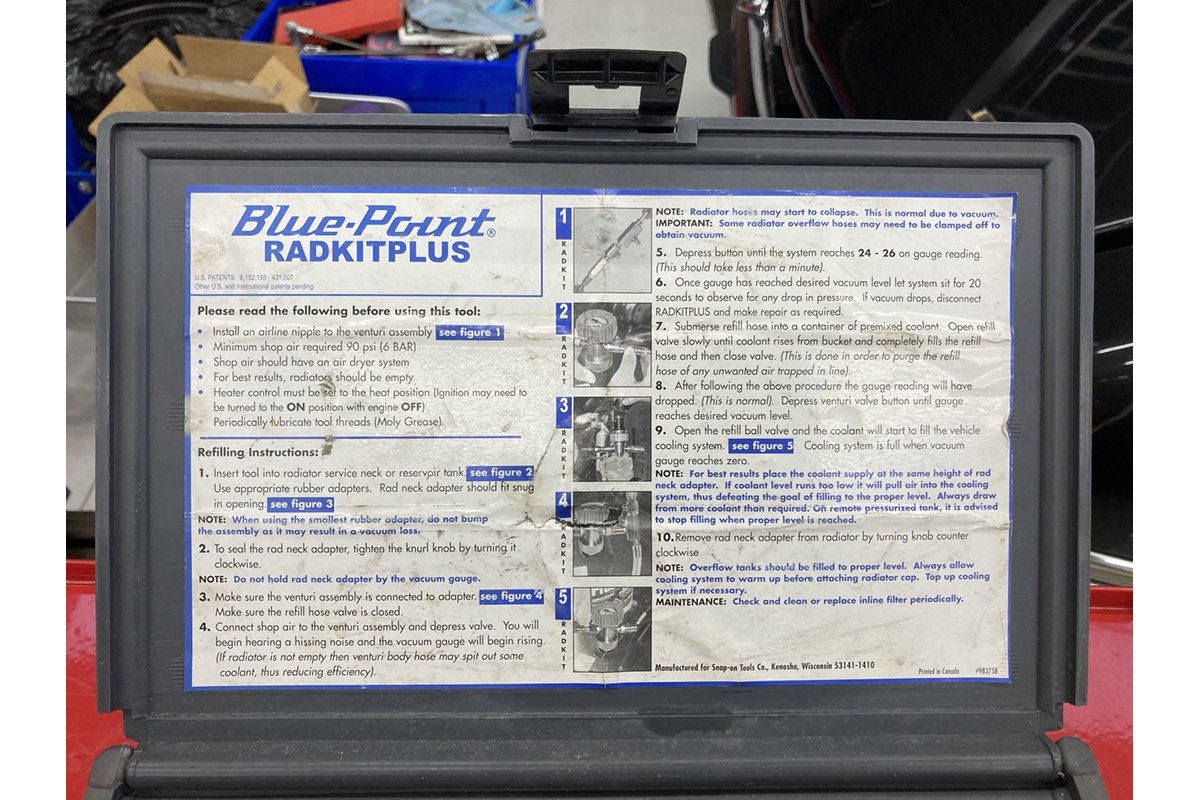 Blue-Point®
RADKITPLUS
U.S. PATENTS: 6,152,193 - 431,007
Other U.S. and International patents pending
Please read the following before using this tool:
• Install an airline nipple to the venturi assembly see figure 1
• Minimum shop air required 90 psi (6 BAR)
• Shop air should have an air dryer system
• For best results, radiators should be empty
• Heater control must be set to the heat position (Ignition may need to
be turned to the ON position with engine OFF)
Periodically lubricate tool threads (Moly Grease)
Refilling Instructions:
1. Insert tool into radiator service neck or reservoir tank. see figure 2
Use appropriate rubber adapters. Rad neck adapter should fit snug
in opening. see figure 3
NOTE: When using the smallest rubber adapter, do not bump
the assembly as it may result in a vacuum loss.
2. To seal the rad neck adapter, tighten the knurl knob by turning it
clockwise.
NOTE: Do not hold rad neck adapter by the vacuum gauge.
3. Make sure the venturi assembly is connected to adapter. see figure 4
Make sure the refill hose valve is closed.
4. Connect shop air to the venturi assembly and depress valve. You will
begin hearing a hissing noise and the vacuum gauge will begin rising.
(If radiator is not empty then venturi body hose may spit out some
coolant, thus reducing efficiency).
1
RADKIT
2
RADKIT
3
RADKIT
4
RADKIT
5
RADKIT
NOTE: Radiator hoses may start to collapse. This is normal due to vacuum.
IMPORTANT: Some radiator overflow hoses may need to be clamped off to
obtain vacuum.
5. Depress button until the system reaches 24 - 26 on gauge reading.
(This should take less than a minute).
6. Once gauge has reached desired vacuum level let system sit for 20
seconds to observe for any drop in pressure. If vacuum drops, disconnect
RADKITPLUS and make repair as required.
7. Submerse refill hose into a container of premixed coolant. Open refill
valve slowly until coolant rises from bucket and completely fills the refill
hose and then close valve. (This is done in order to purge the refill
hose of any unwanted air trapped in line).
8. After following the above procedure the gauge reading will have
dropped. (This is normal). Depress venturi valve button until gauge
reaches desired vacuum level.
9. Open the refill ball valve and the coolant will start to fill the vehicle
cooling system. see figure 5 Cooling system is full when vacuum
gauge reaches zero.
NOTE: For best results place the coolant supply at the same height of rad
neck adapter. If coolant level runs too low it will pull air into the cooling
system, thus defeating the goal of filling to the proper level. Always draw
from more coolant than required. On remote pressurized tank, it is advised
to stop filling when proper level is reached.
10. Remove rad neck adapter from radiator by turning knob counter
clockwise
NOTE: Overflow tanks should be filled to proper level. Always allow
cooling system to warm up before attaching radiator cap. Top up cooling
system if necessary.
MAINTENANCE: Check and clean or replace inline filter periodically.
Manufactured for Snap-on Tools Co., Kenosha, Wisconsin 53141-1410
Printed in Canada #98375B